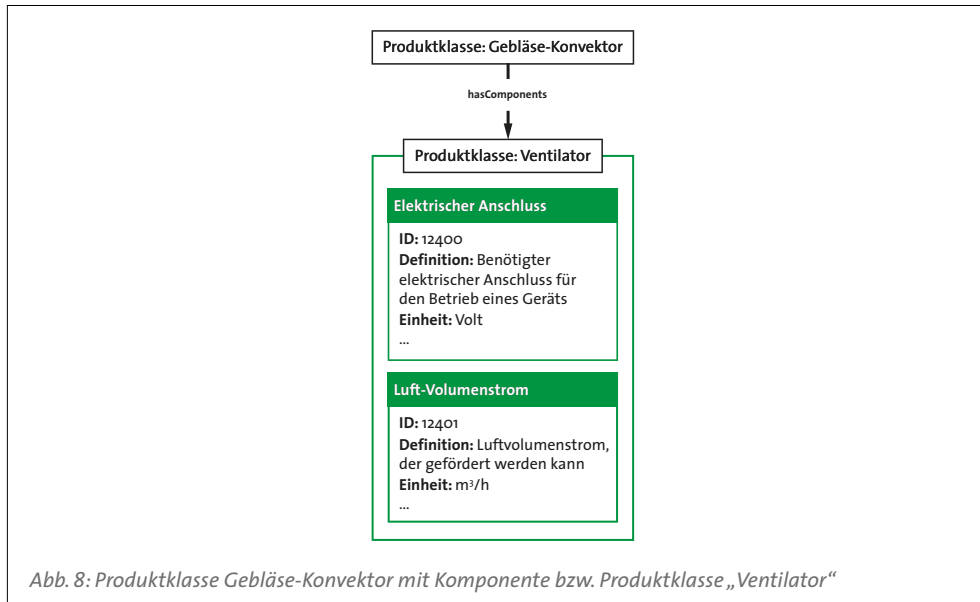 Produktklasse: Gebläse-Konvektor
hasComponents
Produktklasse: Ventilator
Elektrischer Anschluss
ID: 12400
Definition: Benötigter
elektrischer Anschluss für
den Betrieb eines Geräts
Einheit: Volt
...
Luft-Volumenstrom
ID: 12401
Definition: Luftvolumenstrom,
der gefördert werden kann
Einheit: m³/h
...
Abb. 8: Produktklasse Gebläse-Konvektor mit Komponente bzw. Produktklasse „Ventilator“